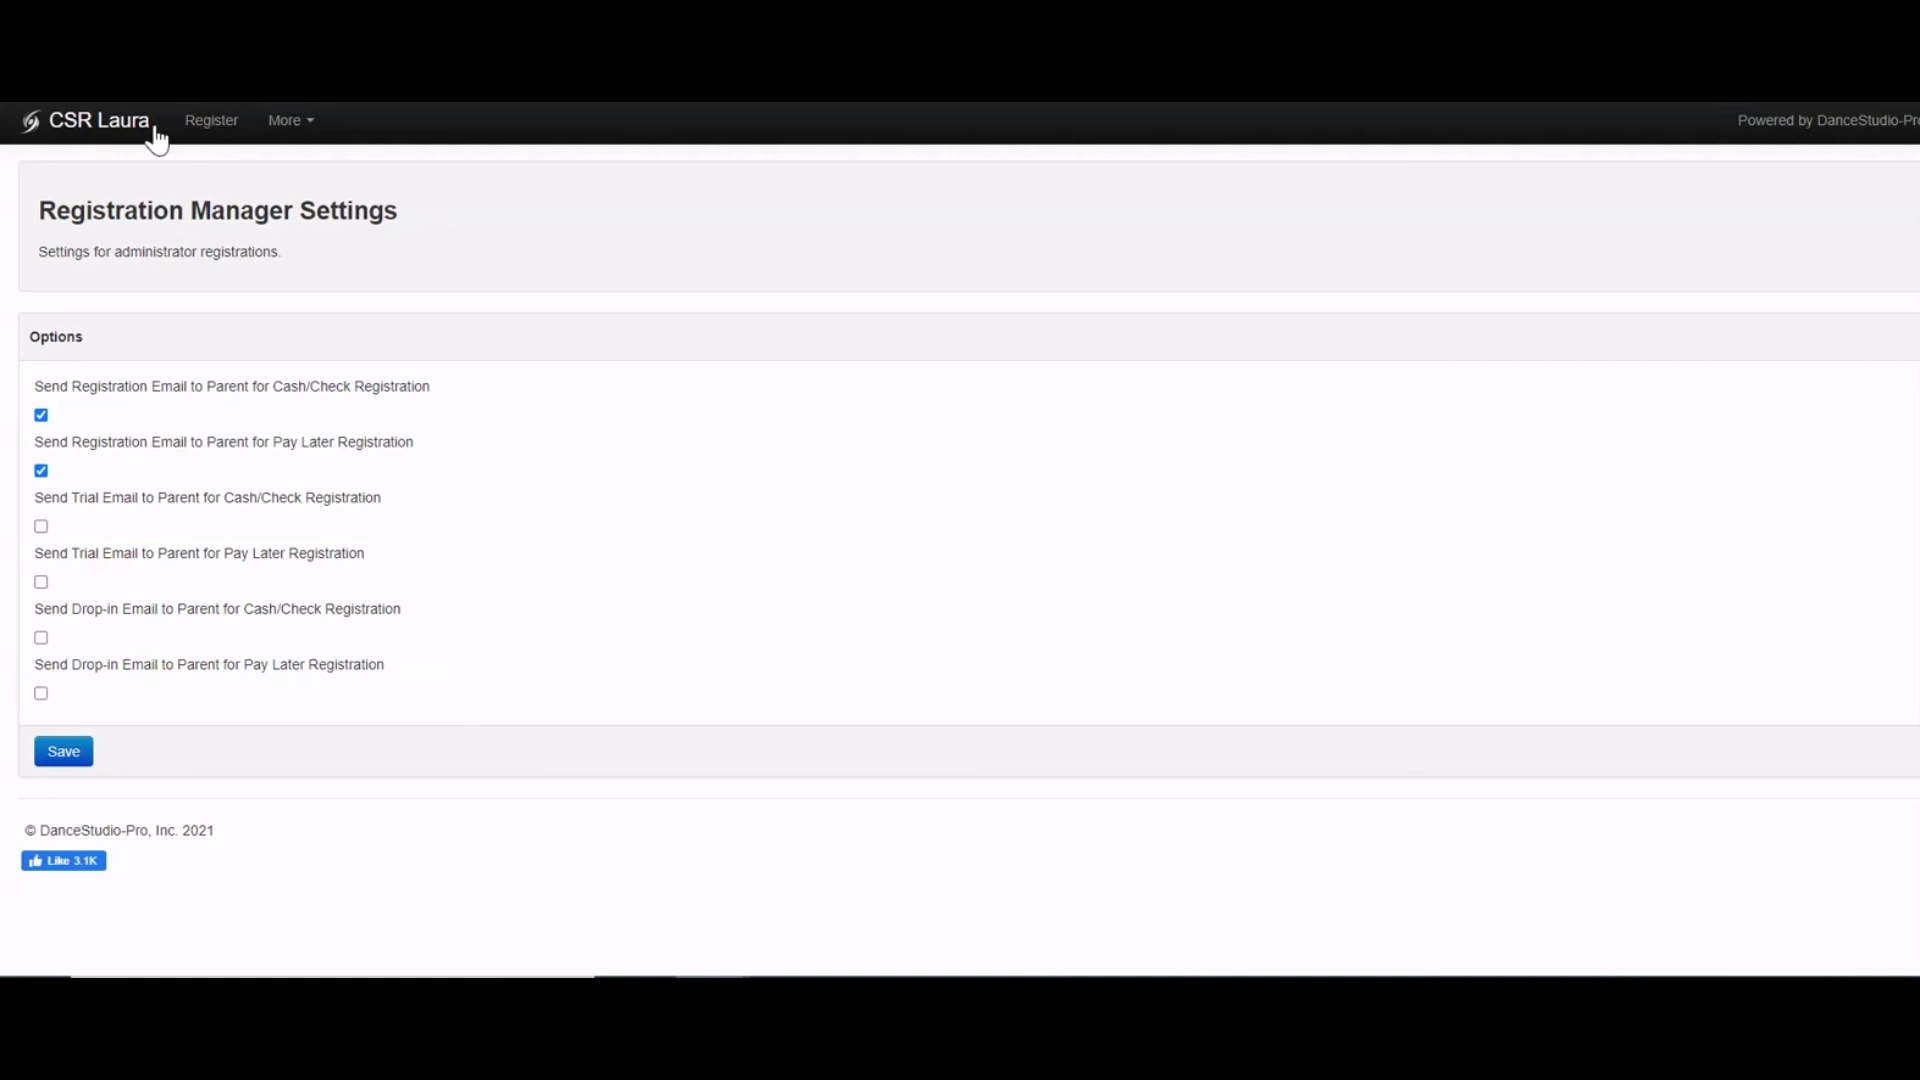 CSR Laura Register More Powered by DanceStudio-Pro
Registration Manager Settings
Settings for administrator registrations.
Options
Send Registration Email to Parent for Cash/Check Registration
Send Registration Email to Parent for Pay Later Registration
Send Trial Email to Parent for Cash/Check Registration
Send Trial Email to Parent for Pay Later Registration
Send Drop-in Email to Parent for Cash/Check Registration
Send Drop-in Email to Parent for Pay Later Registration
Save
© DanceStudio-Pro, Inc. 2021
Like 3.1K